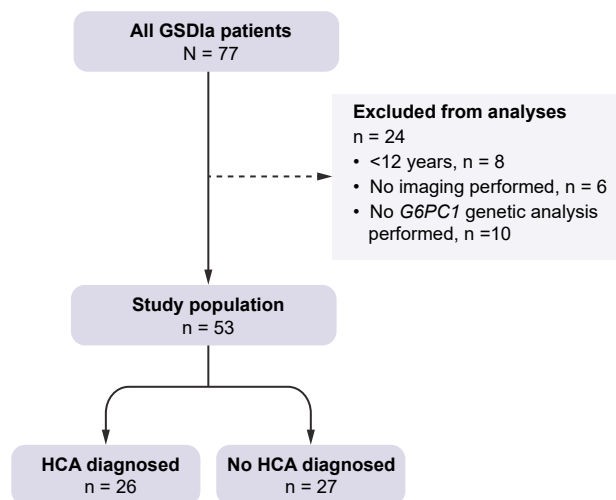 All GSDIa patients
N = 77
Excluded from analyses
n = 24
• <12 years, n = 8
• No imaging performed, n = 6
• No G6PC1 genetic analysis
performed, n =10
Study population
n = 53
HCA diagnosed
n = 26
No HCA diagnosed
n = 27